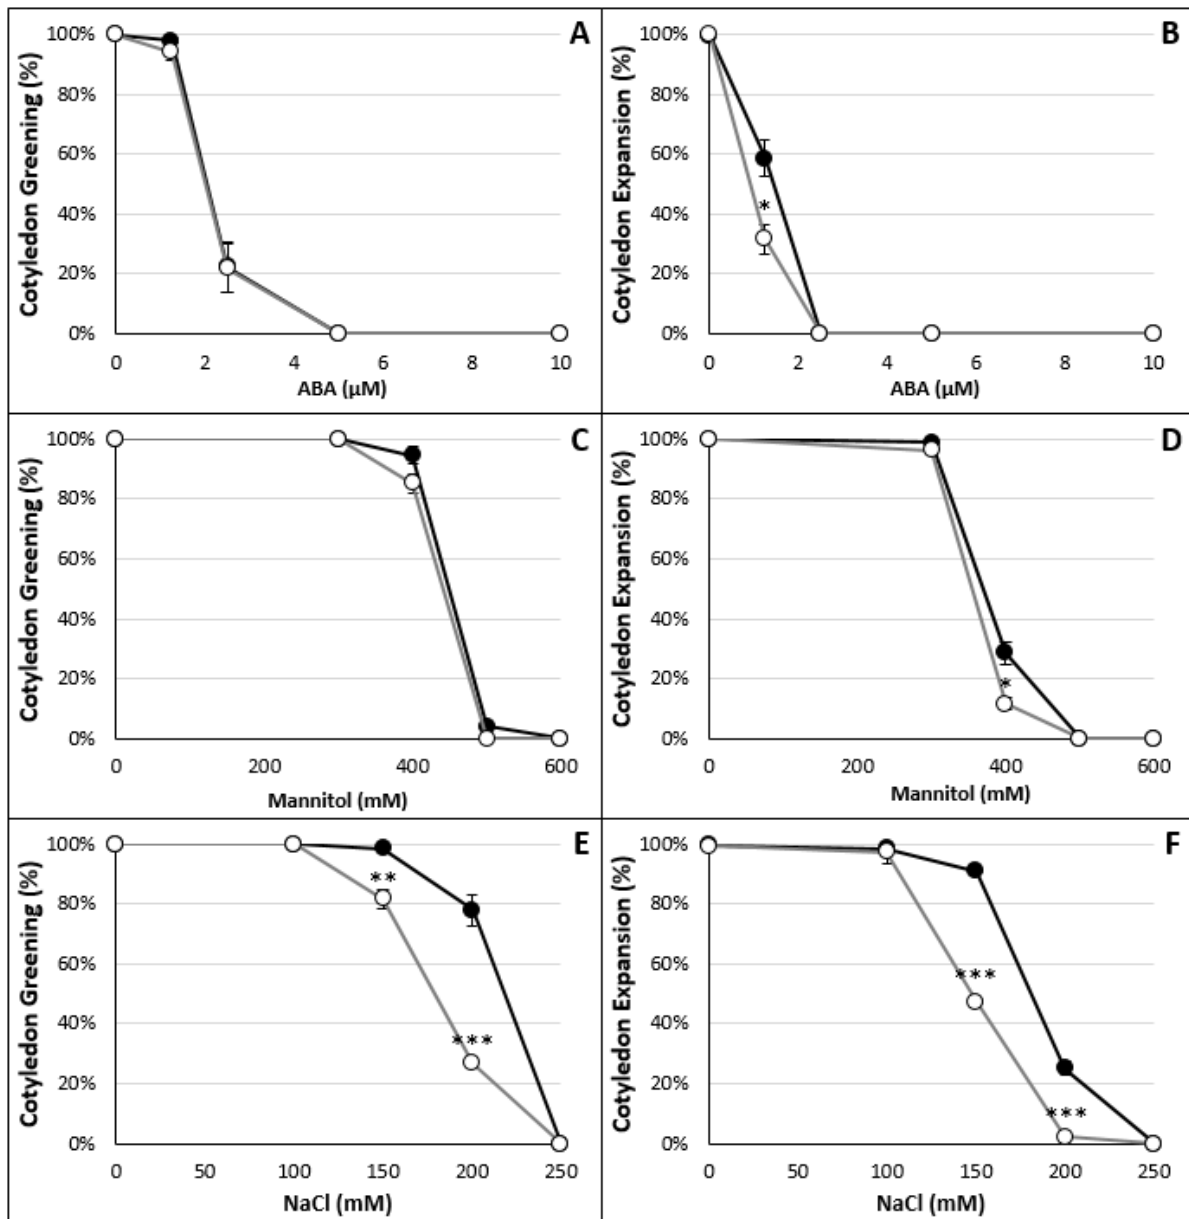 A
Cotyledon Greening (%)
100%
80%
60%
40%
20%
0%
0 2 4 6 8 10
ABA (µM)
B
Cotyledon Expansion (%)
100%
80%
60%
40%
20%
0%
*
0 2 4 6 8 10
ABA (µM)
C
Cotyledon Greening (%)
100%
80%
60%
40%
20%
0%
0 200 400 600
Mannitol (mM)
D
Cotyledon Expansion (%)
100%
80%
60%
40%
20%
0%
*
0 200 400 600
Mannitol (mM)
E
Cotyledon Greening (%)
100%
80%
60%
40%
20%
0%
**
***
0 50 100 150 200 250
NaCl (mM)
F
Cotyledon Expansion (%)
100%
80%
60%
40%
20%
0%
***
***
0 50 100 150 200 250
NaCl (mM)